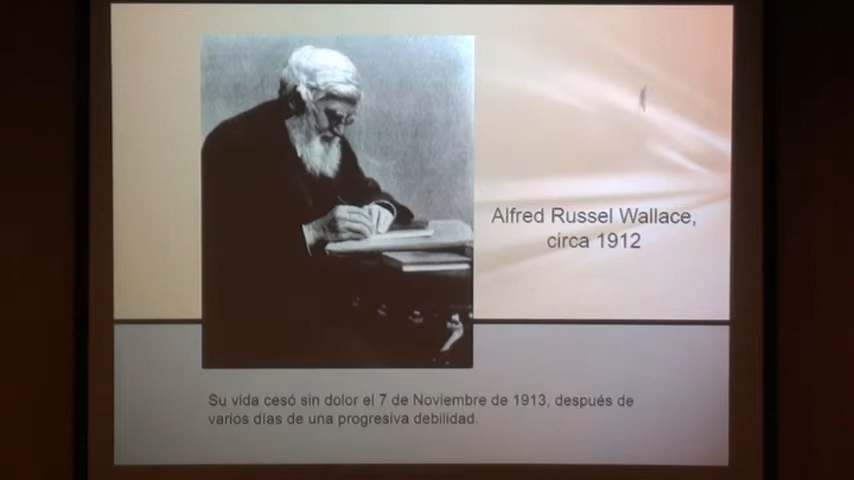 Alfred Russel Wallace,
circa 1912
Su vida cesó sin dolor el 7 de Noviembre de 1913, después de
varios días de una progresiva debilidad.